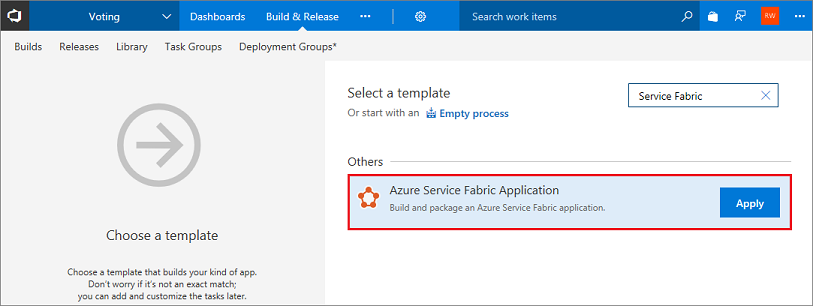 Voting Dashboards Build & Release ··· Search work items RW ···
Builds Releases Library Task Groups Deployment Groups*
Select a template
Or start with an Empty process
Service Fabric
Others
Azure Service Fabric Application
Build and package an Azure Service Fabric application.
Apply
Choose a template
Choose a template that builds your kind of app.
Don't worry if it's not an exact match;
you can add and customize the tasks later.